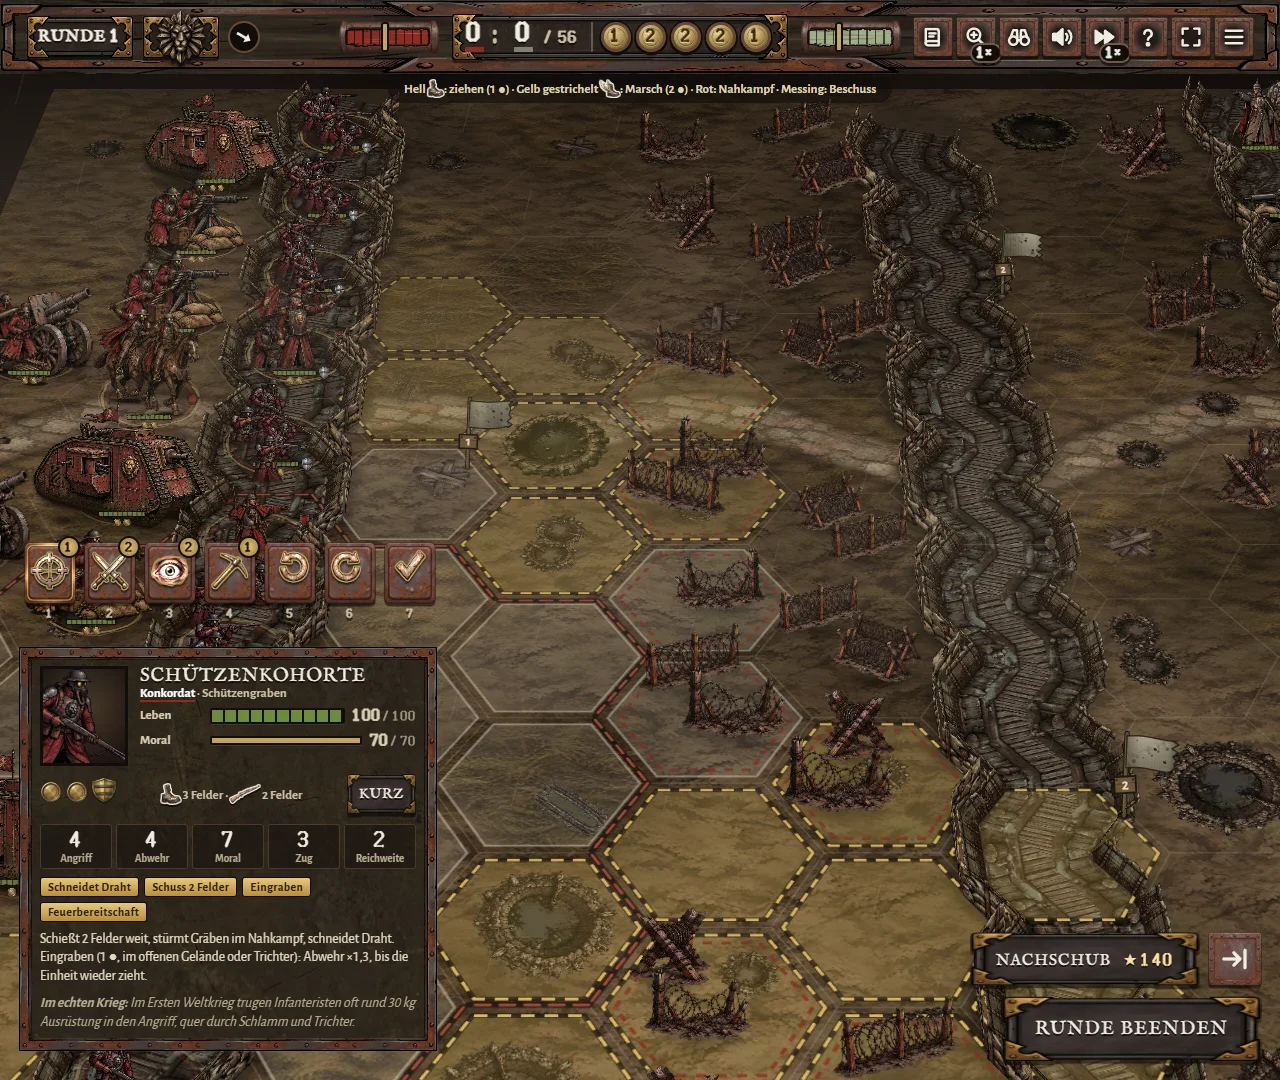 RUNDE 1
0 : 0 / 56
1 2 2 2 1
1×
1×
?
Hell: ziehen (1 ●) · Gelb gestrichelt: Marsch (2 ●) · Rot: Nahkampf · Messing: Beschuss
2
1
2
1 2 2 1
1 2 3 4 5 6 7
SCHÜTZENKOHORTE
Konkordat · Schützengraben
Leben 100 / 100
Moral 70 / 70
3 Felder · 2 Felder
KURZ
4 4 7 3 2
Angriff Abwehr Moral Zug Reichweite
Schneidet Draht Schuss 2 Felder Eingraben
Feuerbereitschaft
Schießt 2 Felder weit, stürmt Gräben im Nahkampf, schneidet Draht.
Eingraben (1 ●, im offenen Gelände oder Trichter): Abwehr ×1,3, bis die
Einheit wieder zieht.
Im echten Krieg: Im Ersten Weltkrieg trugen Infanteristen oft rund 30 kg
Ausrüstung in den Angriff, quer durch Schlamm und Trichter.
NACHSCHUB ★140
RUNDE BEENDEN